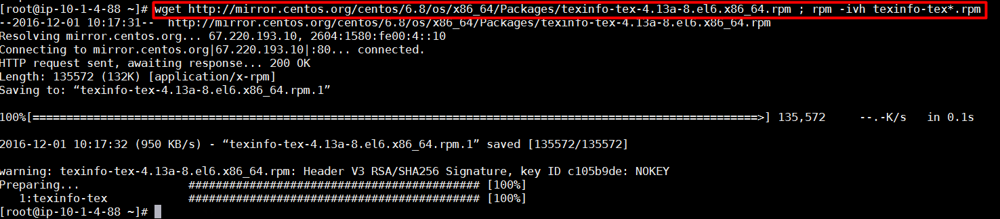 [root@ip-10-1-4-88 ~]# wget http://mirror.centos.org/centos/6.8/os/x86_64/Packages/texinfo-tex-4.13a-8.el6.x86_64.rpm ; rpm -ivh texinfo-tex*.rpm
--2016-12-01 10:17:31--  http://mirror.centos.org/centos/6.8/os/x86_64/Packages/texinfo-tex-4.13a-8.el6.x86_64.rpm
Resolving mirror.centos.org... 67.220.193.10, 2604:1580:fe00:4::10
Connecting to mirror.centos.org|67.220.193.10|:80... connected.
HTTP request sent, awaiting response... 200 OK
Length: 135572 (132K) [application/x-rpm]
Saving to: “texinfo-tex-4.13a-8.el6.x86_64.rpm.1”
100%[===========================================================================================================>] 135,572     --.-K/s   in 0.1s
2016-12-01 10:17:32 (950 KB/s) - “texinfo-tex-4.13a-8.el6.x86_64.rpm.1” saved [135572/135572]
warning: texinfo-tex-4.13a-8.el6.x86_64.rpm: Header V3 RSA/SHA256 Signature, key ID c105b9de: NOKEY
Preparing...                ########################################### [100%]
   1:texinfo-tex            ########################################### [100%]
[root@ip-10-1-4-88 ~]#